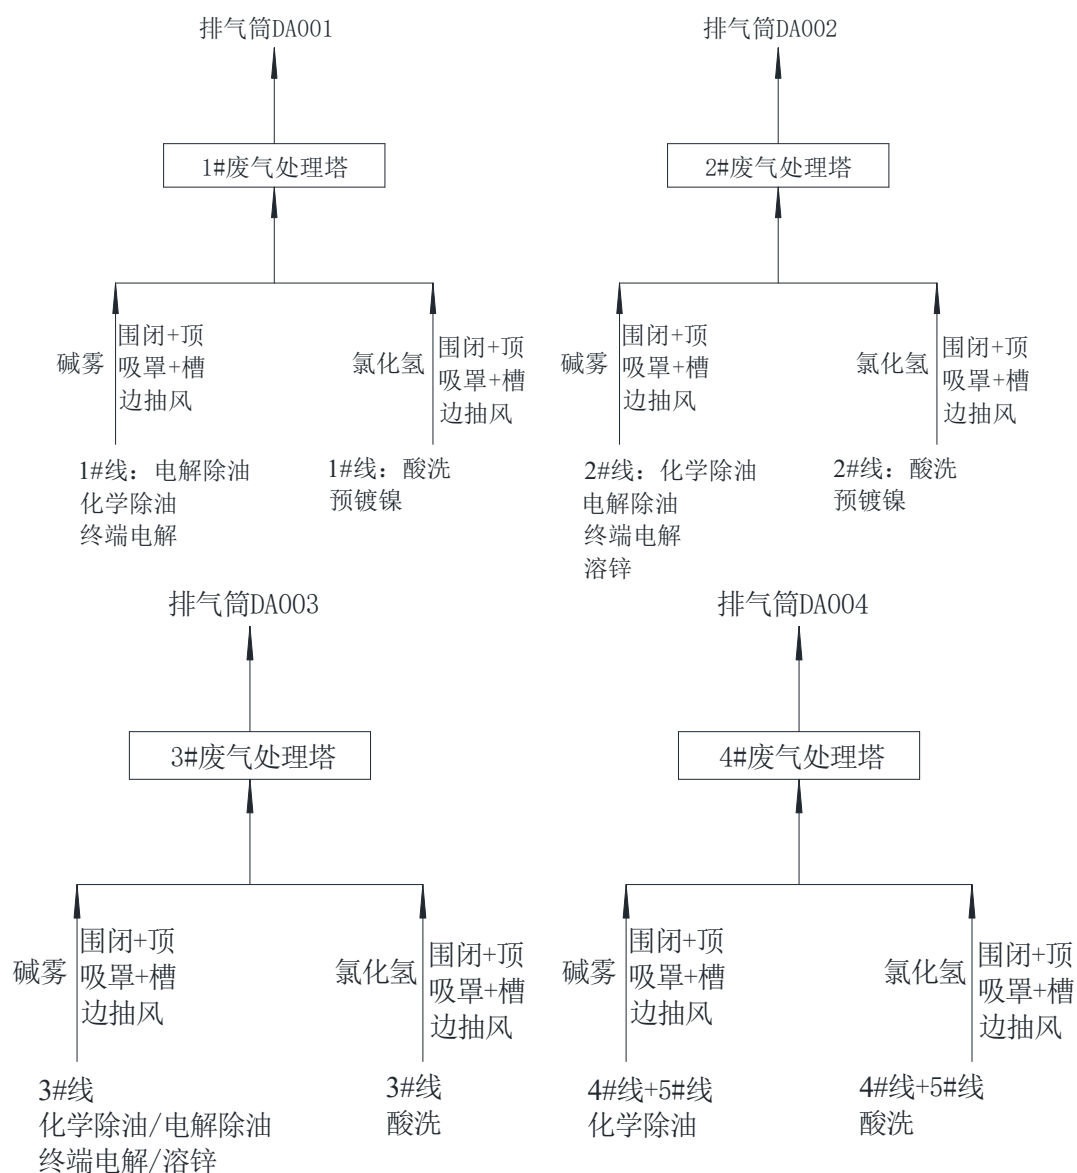 排气筒DA001
1#废气处理塔
碱雾
围闭+顶
吸罩+槽
边抽风
氯化氢
围闭+顶
吸罩+槽
边抽风
1#线：电解除油
化学除油
终端电解
1#线：酸洗
预镀镍
排气筒DA002
2#废气处理塔
碱雾
围闭+顶
吸罩+槽
边抽风
氯化氢
围闭+顶
吸罩+槽
边抽风
2#线：化学除油
电解除油
终端电解
溶锌
2#线：酸洗
预镀镍
排气筒DA003
3#废气处理塔
碱雾
围闭+顶
吸罩+槽
边抽风
氯化氢
围闭+顶
吸罩+槽
边抽风
3#线
化学除油/电解除油
终端电解/溶锌
3#线
酸洗
排气筒DA004
4#废气处理塔
碱雾
围闭+顶
吸罩+槽
边抽风
氯化氢
围闭+顶
吸罩+槽
边抽风
4#线+5#线
化学除油
4#线+5#线
酸洗